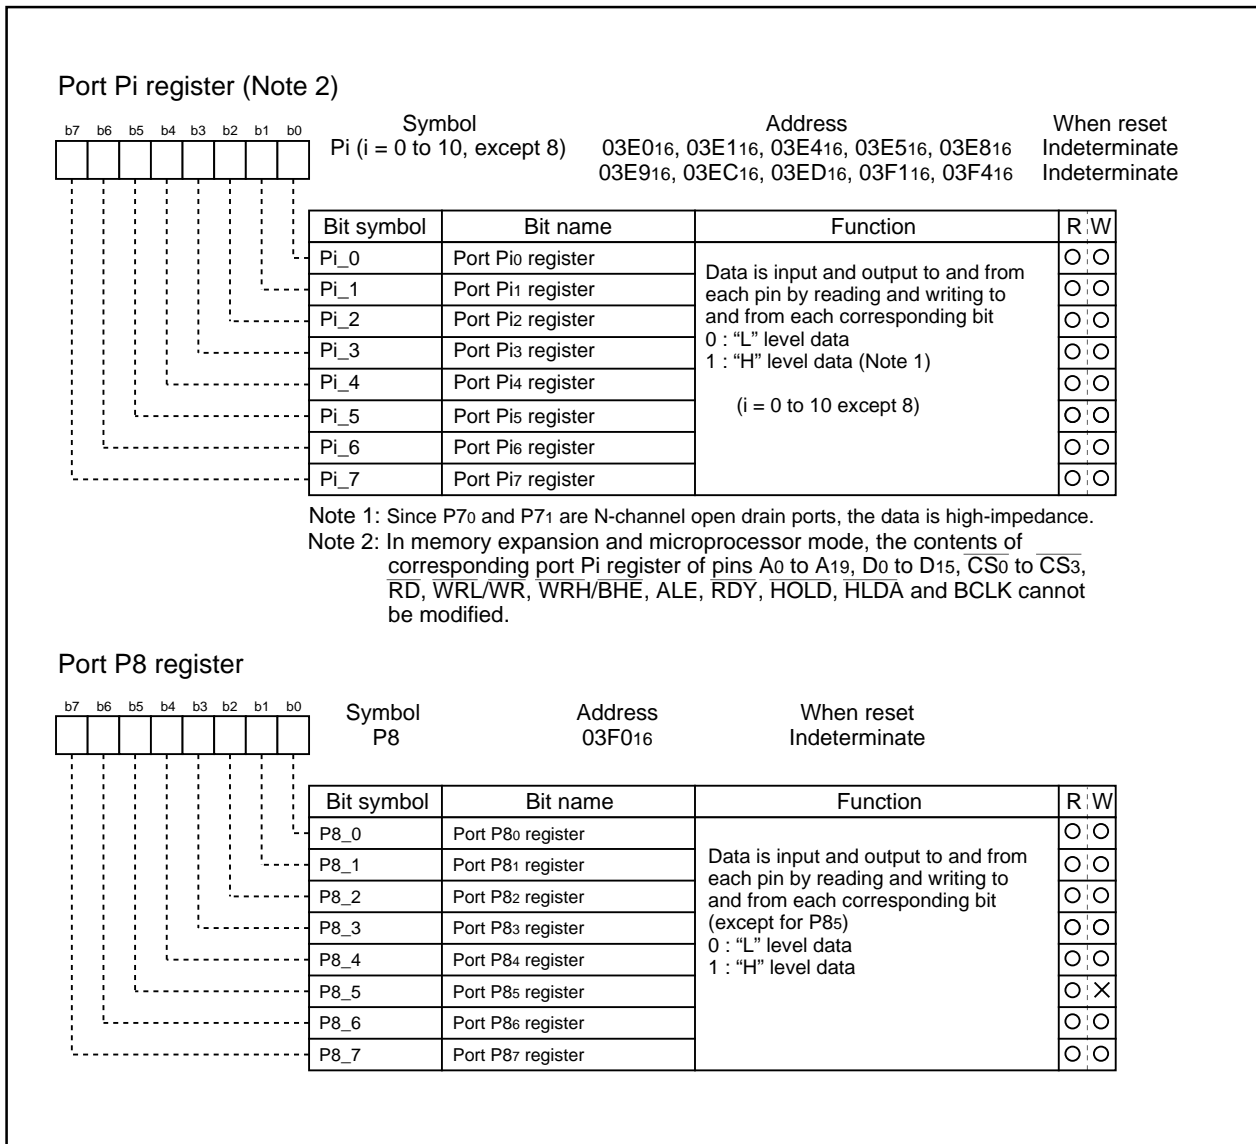 Port Pi register (Note 2)
b7 b6 b5 b4 b3 b2 b1 b0
Symbol Address When reset
Pi (i = 0 to 10, except 8) 03E016, 03E116, 03E416, 03E516, 03E816 Indeterminate
03E916, 03EC16, 03ED16, 03F116, 03F416 Indeterminate
Bit symbol Bit name Function R W
Pi_0 Port Pi0 register
Pi_1 Port Pi1 register
Pi_2 Port Pi2 register
Pi_3 Port Pi3 register
Pi_4 Port Pi4 register
Pi_5 Port Pi5 register
Pi_6 Port Pi6 register
Pi_7 Port Pi7 register
Data is input and output to and from
each pin by reading and writing to
and from each corresponding bit
0 : “L” level data
1 : “H” level data (Note 1)
(i = 0 to 10 except 8)
Note 1: Since P70 and P71 are N-channel open drain ports, the data is high-impedance.
Note 2: In memory expansion and microprocessor mode, the contents of
corresponding port Pi register of pins A0 to A19, D0 to D15, CS0 to CS3,
RD, WRL/WR, WRH/BHE, ALE, RDY, HOLD, HLDA and BCLK cannot
be modified.
Port P8 register
b7 b6 b5 b4 b3 b2 b1 b0
Symbol Address When reset
P8 03F016 Indeterminate
Bit symbol Bit name Function R W
P8_0 Port P80 register
P8_1 Port P81 register
P8_2 Port P82 register
P8_3 Port P83 register
P8_4 Port P84 register
P8_5 Port P85 register
P8_6 Port P86 register
P8_7 Port P87 register
Data is input and output to and from
each pin by reading and writing to
and from each corresponding bit
(except for P85)
0 : “L” level data
1 : “H” level data